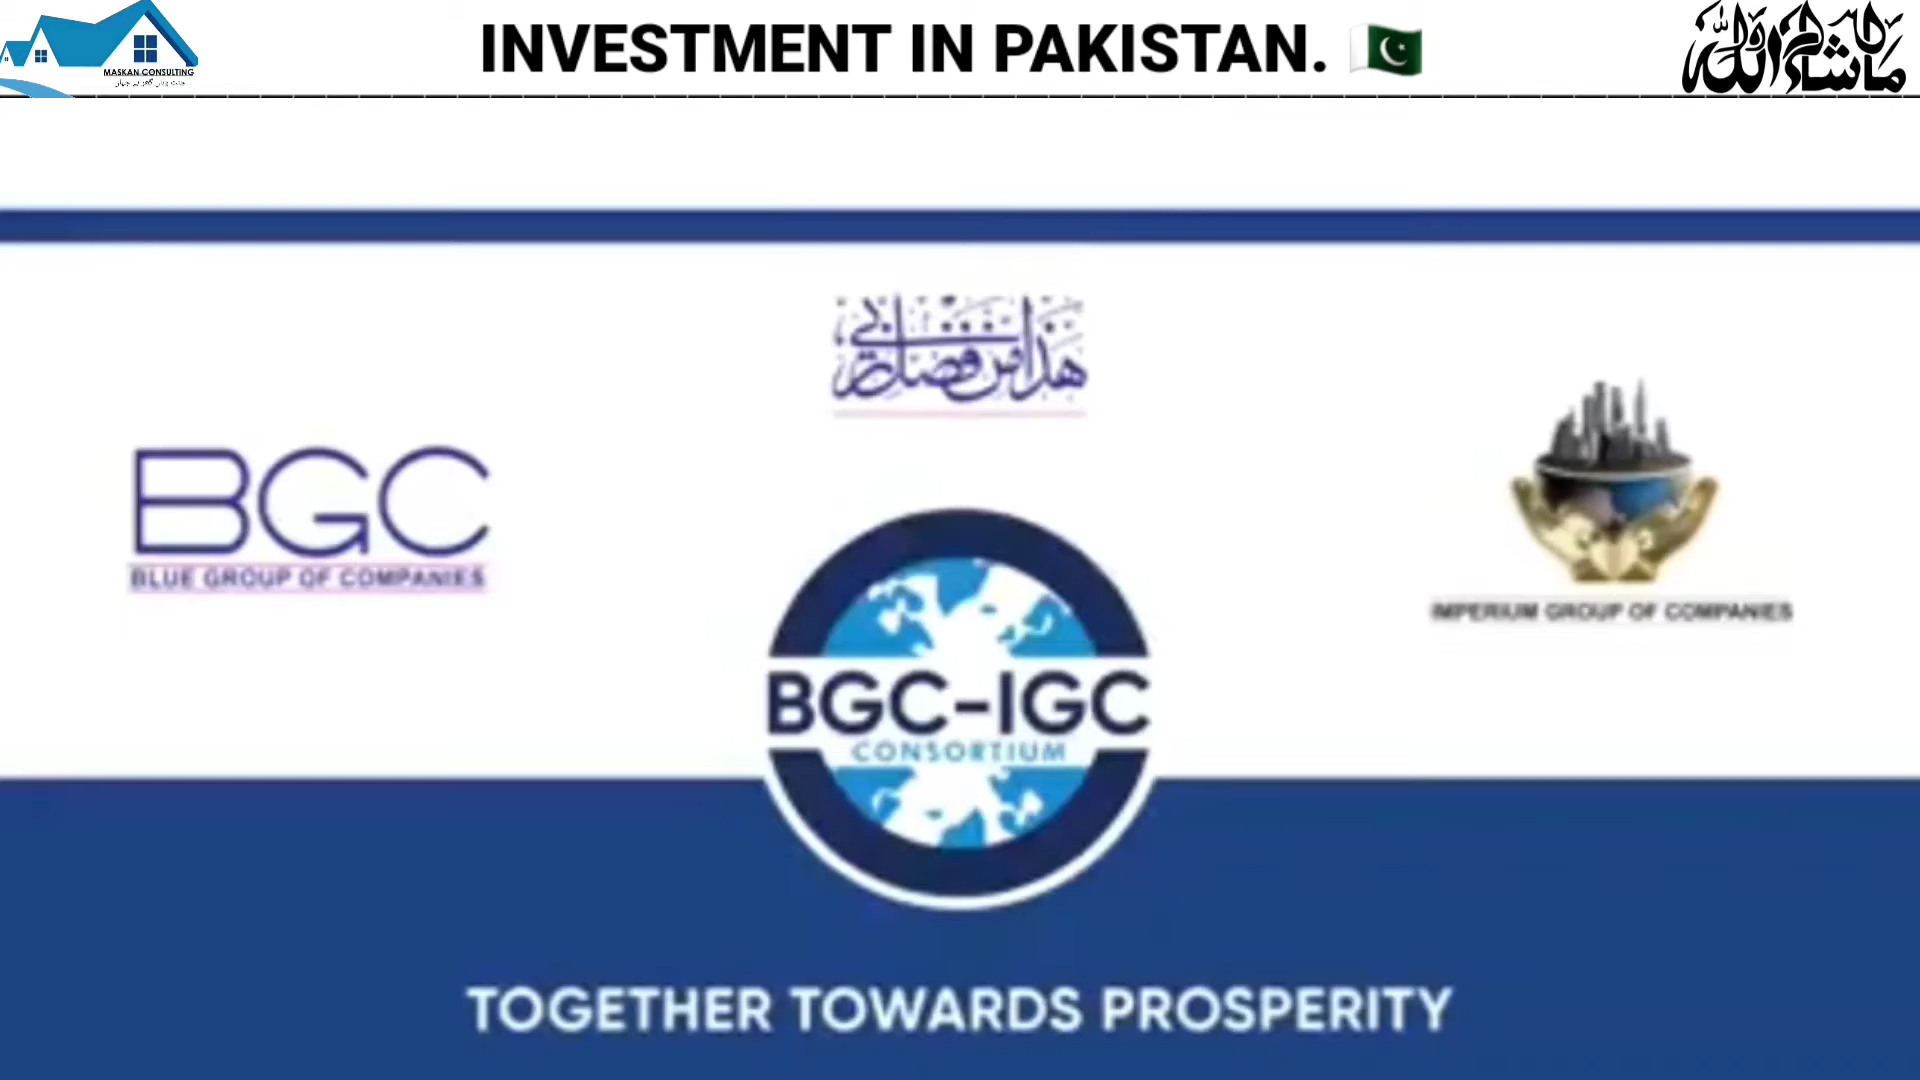 MASKAN CONSULTING
INVESTMENT IN PAKISTAN.
ماشاءالله
هذا من فضل ربي
BGC
BLUE GROUP OF COMPANIES
IMPERIUM GROUP OF COMPANIES
BGC-IGC
CONSORTIUM
TOGETHER TOWARDS PROSPERITY